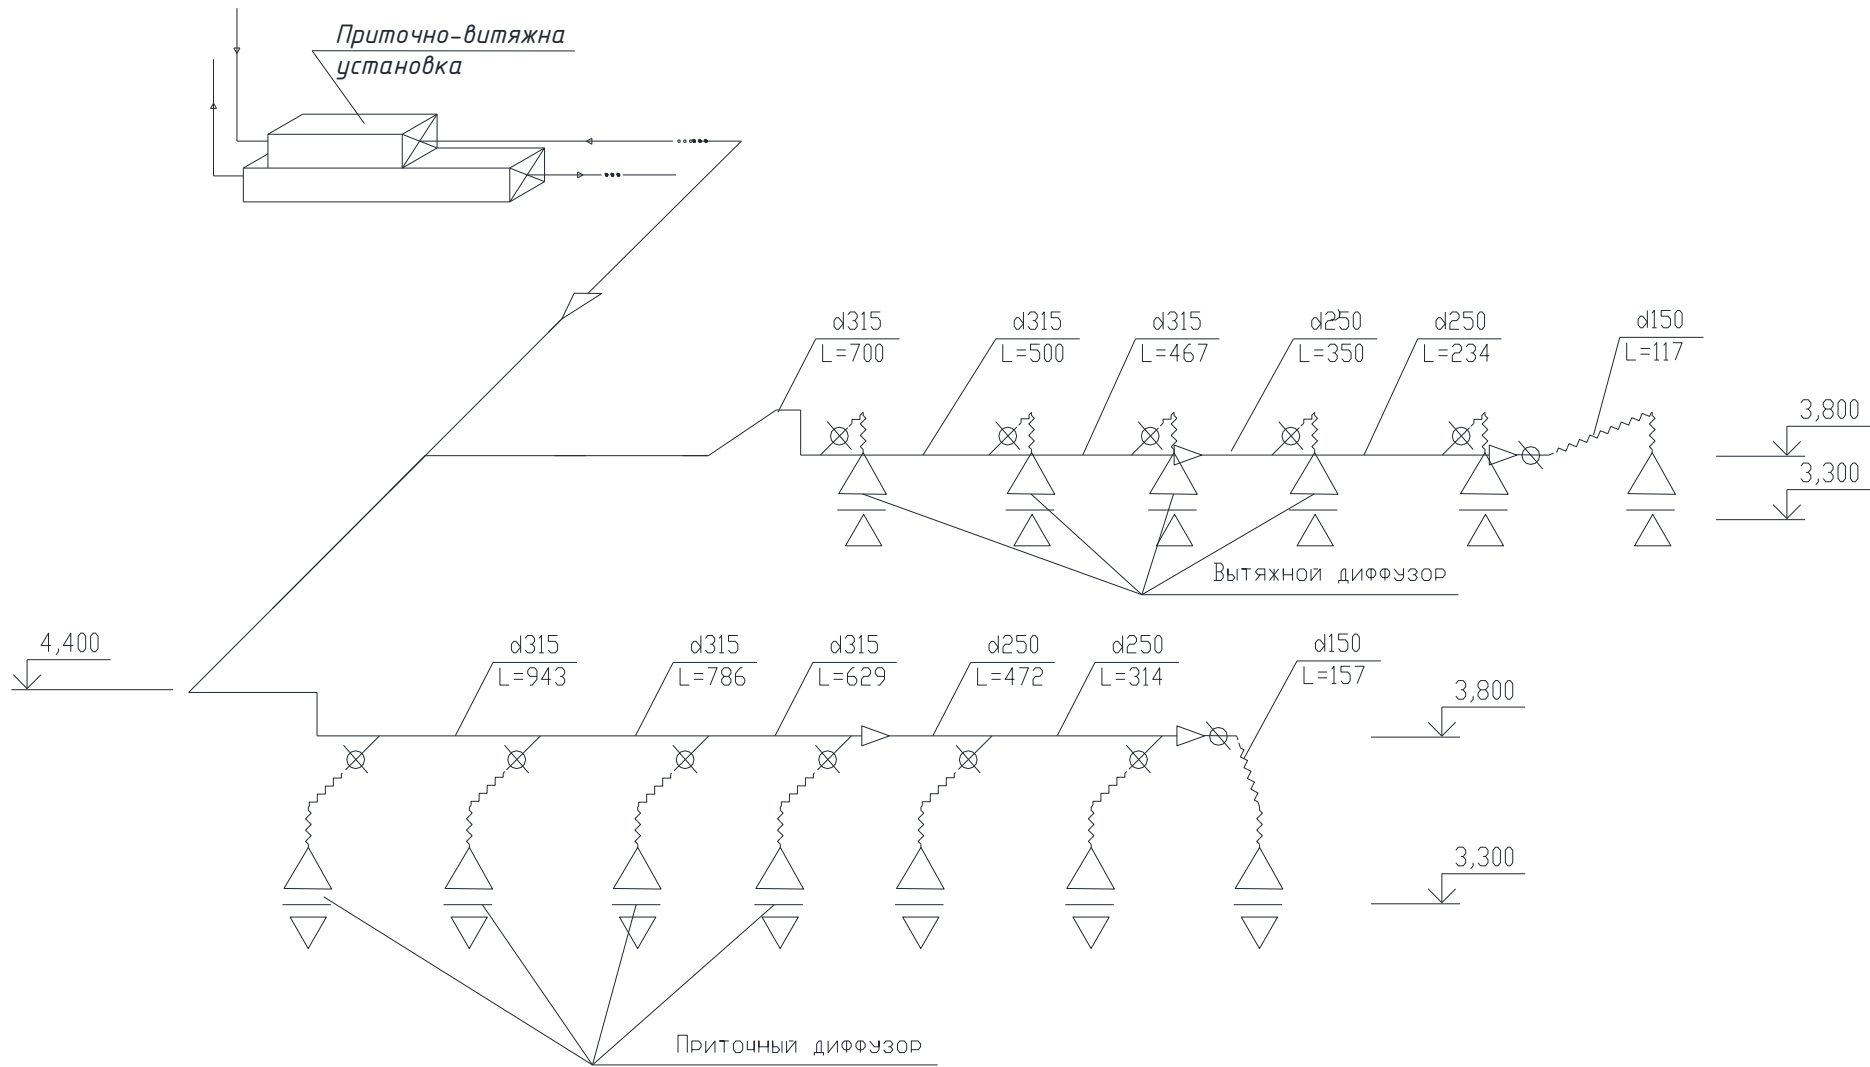 Приточно-витяжна
установка
d315
L=700
d315
L=500
d315
L=467
d250
L=350
d250
L=234
d150
L=117
3,800
3,300
Вытяжной диффузор
4,400
d315
L=943
d315
L=786
d315
L=629
d250
L=472
d250
L=314
d150
L=157
3,800
3,300
Приточный диффузор